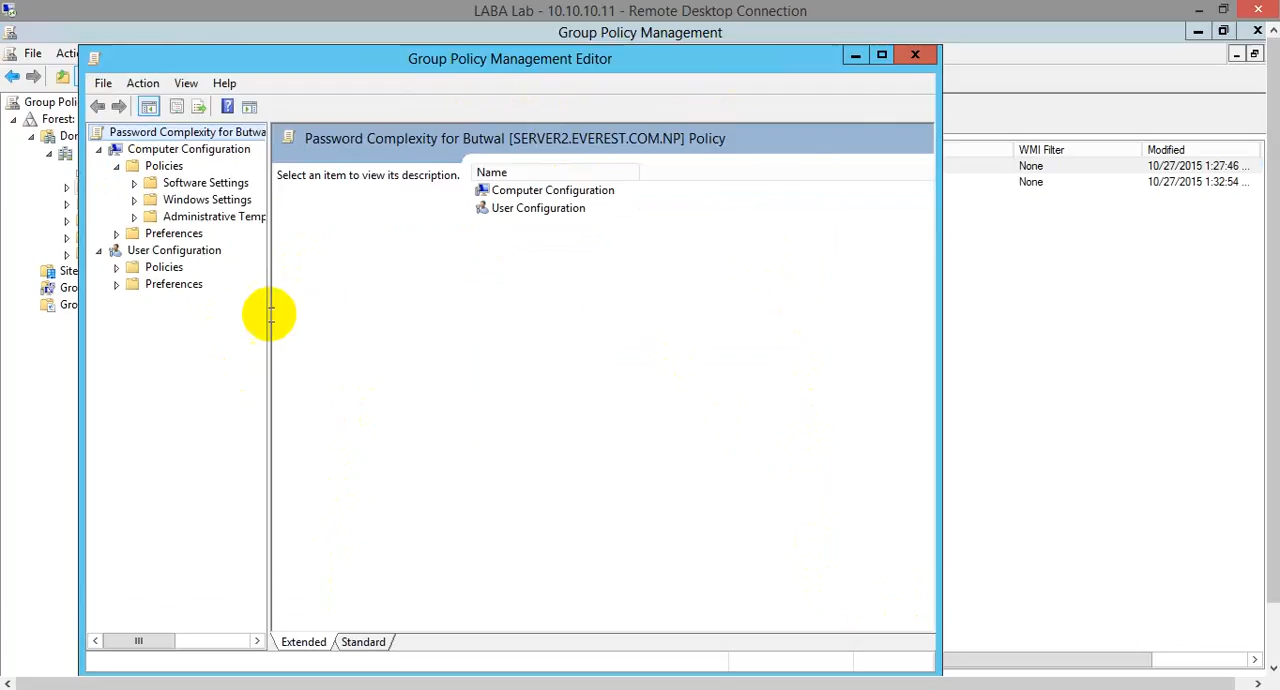 LABA Lab - 10.10.10.11 - Remote Desktop Connection
Group Policy Management
File Acti
Group Policy Management Editor
File Action View Help
Group Poli
Forest:
Don
Site
Gro
Gro
Password Complexity for Butwa
Computer Configuration
Policies
Software Settings
Windows Settings
Administrative Temp
Preferences
User Configuration
Policies
Preferences
Password Complexity for Butwal [SERVER2.EVEREST.COM.NP] Policy
Select an item to view its description.
Name
Computer Configuration
User Configuration
Extended Standard
WMI Filter Modified
None 10/27/2015 1:27:46 ...
None 10/27/2015 1:32:54 ...